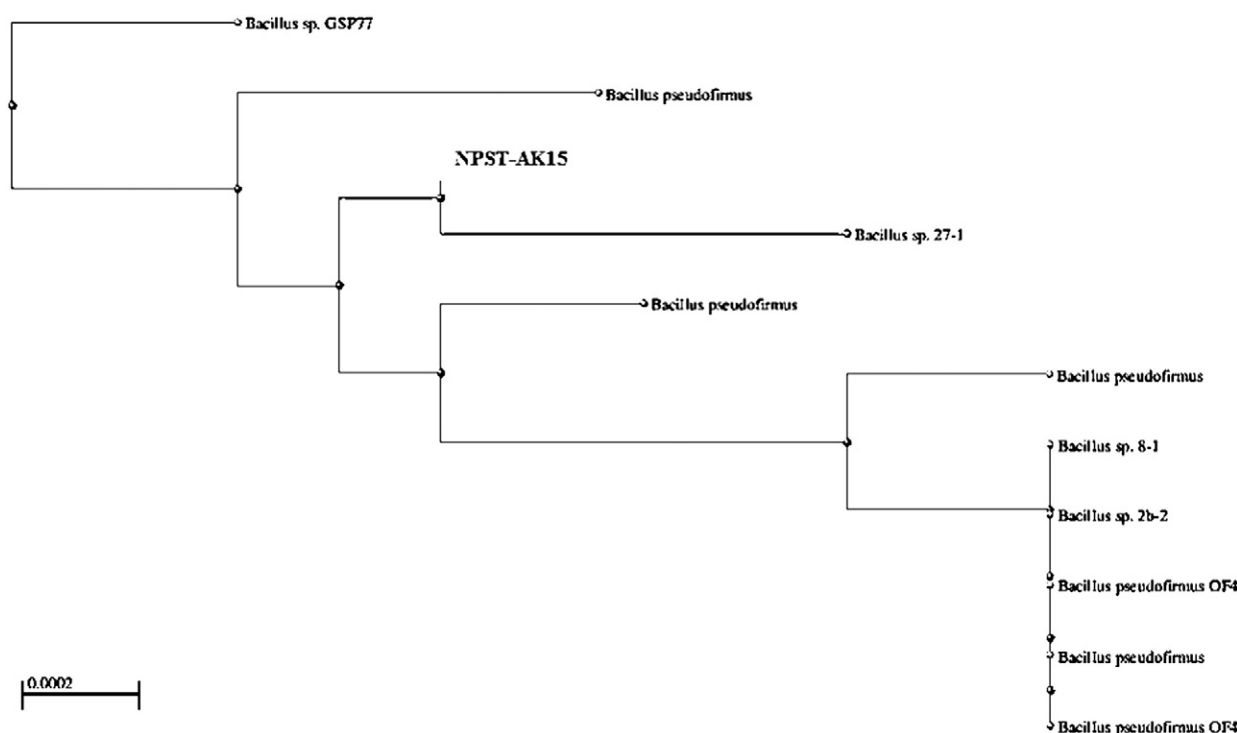 Bacillus sp. GSP77
Bacillus pseudofirmus
NPST-AK15
Bacillus sp. 27-1
Bacillus pseudofirmus
Bacillus pseudofirmus
Bacillus sp. 8-1
Bacillus sp. 2b-2
Bacillus pseudofirmus OF4
Bacillus pseudofirmus
0.0002
Bacillus pseudofirmus OF4